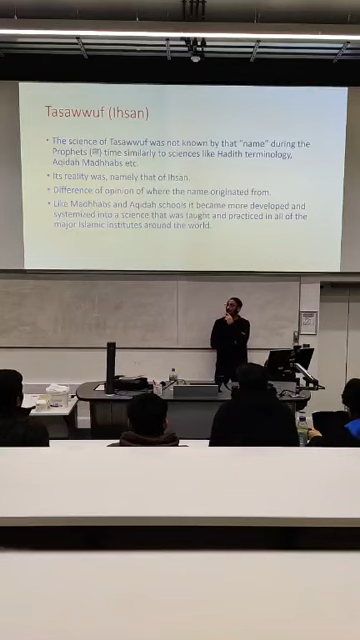 Tasawwuf (Ihsan)
• The science of Tasawwuf was not known by that "name" during the
Prophets (ﷺ) time similarly to sciences like Hadith terminology,
Aqidah Madhhabs etc.
• Its reality was, namely that of Ihsan.
• Difference of opinion of where the name originated from.
• Like Madhhabs and Aqidah schools it became more developed and
systemized into a science that was taught and practiced in all of the
major Islamic institutes around the world.